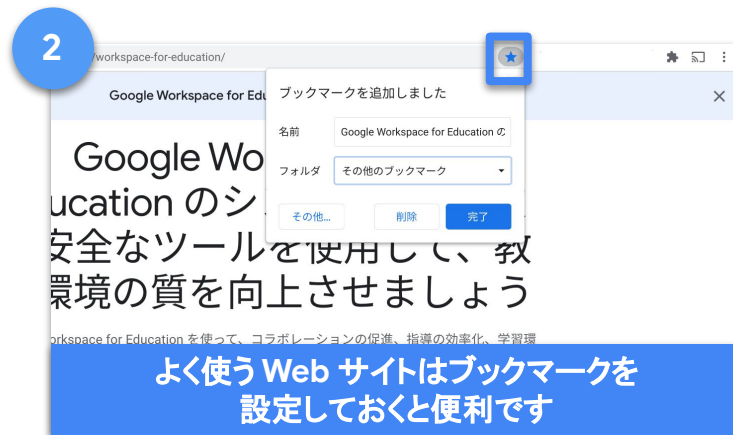 2
/workspace-for-education/
Google Workspace for Edu
ブックマークを追加しました
名前
Google Workspace for Education の
フォルダ
その他のブックマーク
その他...
削除
完了
Google Wo
ucation のシ
安全なツールを使用して、教
環境の質を向上させましょう
orkspace for Education を使って、コラボレーションの促進、指導の効率化、学習環
よく使う Web サイトはブックマークを
設定しておくと便利です